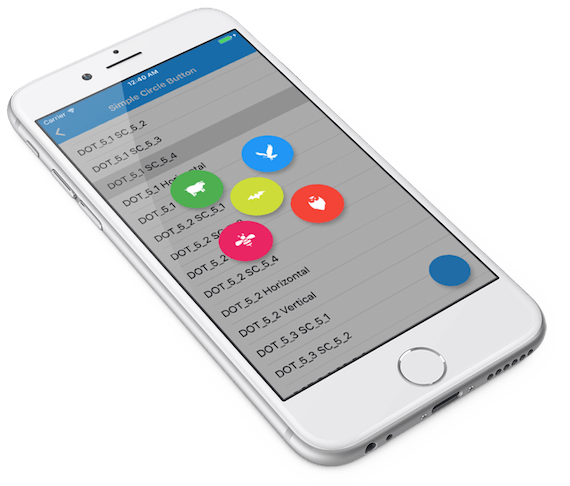 Carrier
12:40 AM
Simple Circle Button
DOT_5_1 SC_5_2
DOT_5_1 SC_5_3
DOT_5_1 SC_5_4
DOT_5_1 Horizontal
DOT_5_1
DOT_5_2 SC_5_1
DOT_5_2
DOT_5_2
DOT_5_2 SC_5_4
DOT_5_2 Horizontal
DOT_5_2 Vertical
DOT_5_3 SC_5_1
DOT_5_3 SC_5_2